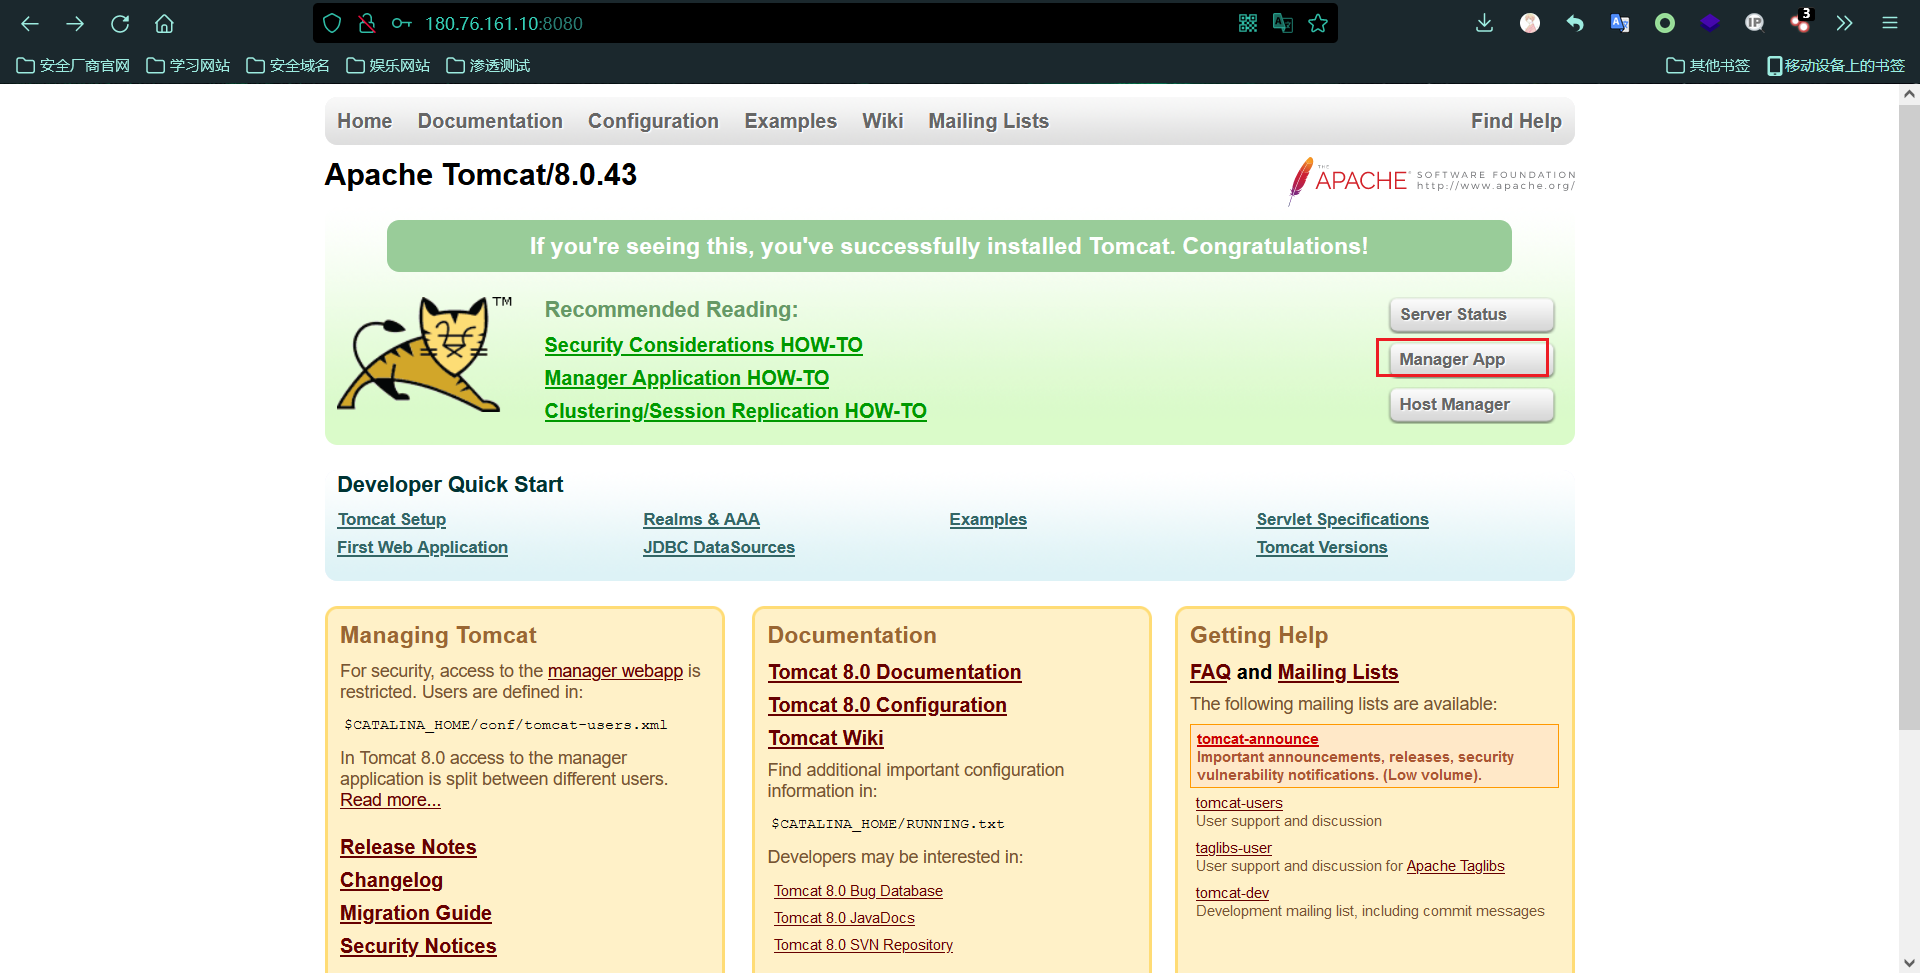 180.76.161.10:8080
3
安全厂商官网 学习网站 安全域名 娱乐网站 渗透测试 其他书签 移动设备上的书签
Home Documentation Configuration Examples Wiki Mailing Lists Find Help
Apache Tomcat/8.0.43
THE
APACHE SOFTWARE FOUNDATION
http://www.apache.org/
If you're seeing this, you've successfully installed Tomcat. Congratulations!
TM
Recommended Reading:
Security Considerations HOW-TO
Manager Application HOW-TO
Clustering/Session Replication HOW-TO
Server Status
Manager App
Host Manager
Developer Quick Start
Tomcat Setup
First Web Application
Realms & AAA
JDBC DataSources
Examples
Servlet Specifications
Tomcat Versions
Managing Tomcat
For security, access to the manager webapp is
restricted. Users are defined in:
$CATALINA_HOME/conf/tomcat-users.xml
In Tomcat 8.0 access to the manager
application is split between different users.
Read more...
Release Notes
Changelog
Migration Guide
Security Notices
Documentation
Tomcat 8.0 Documentation
Tomcat 8.0 Configuration
Tomcat Wiki
Find additional important configuration
information in:
$CATALINA_HOME/RUNNING.txt
Developers may be interested in:
Tomcat 8.0 Bug Database
Tomcat 8.0 JavaDocs
Tomcat 8.0 SVN Repository
Getting Help
FAQ and Mailing Lists
The following mailing lists are available:
tomcat-announce
Important announcements, releases, security
vulnerability notifications. (Low volume).
tomcat-users
User support and discussion
taglibs-user
User support and discussion for Apache Taglibs
tomcat-dev
Development mailing list, including commit messages